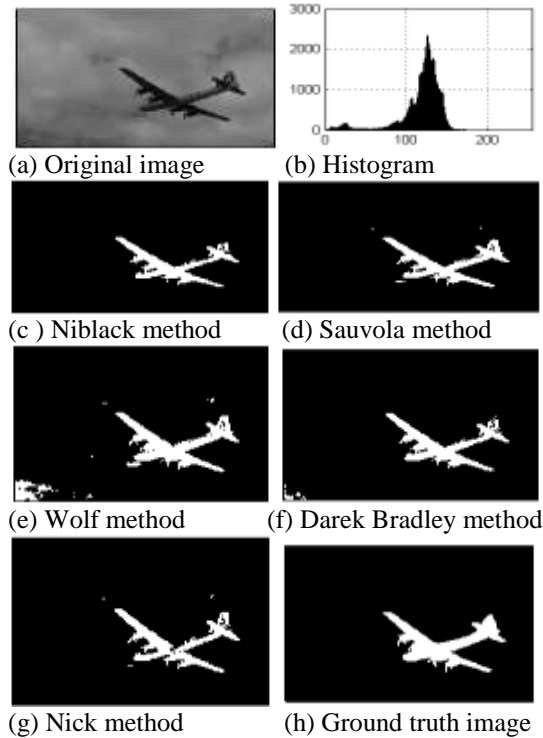 3000
2000
1000
0
0 100 200
(a) Original image (b) Histogram
(c ) Niblack method (d) Sauvola method
(e) Wolf method (f) Darek Bradley method
(g) Nick method (h) Ground truth image